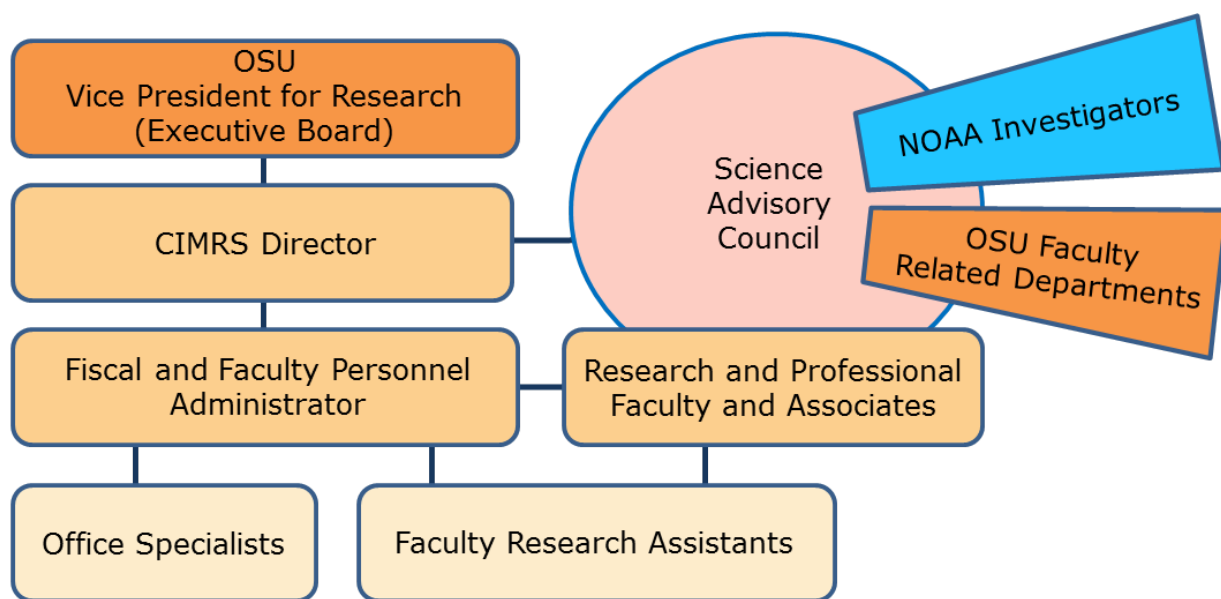 OSU
Vice President for Research
(Executive Board)
CIMRS Director
Science
Advisory
Council
NOAA Investigators
OSU Faculty
Related Departments
Fiscal and Faculty Personnel
Administrator
Research and Professional
Faculty and Associates
Office Specialists
Faculty Research Assistants